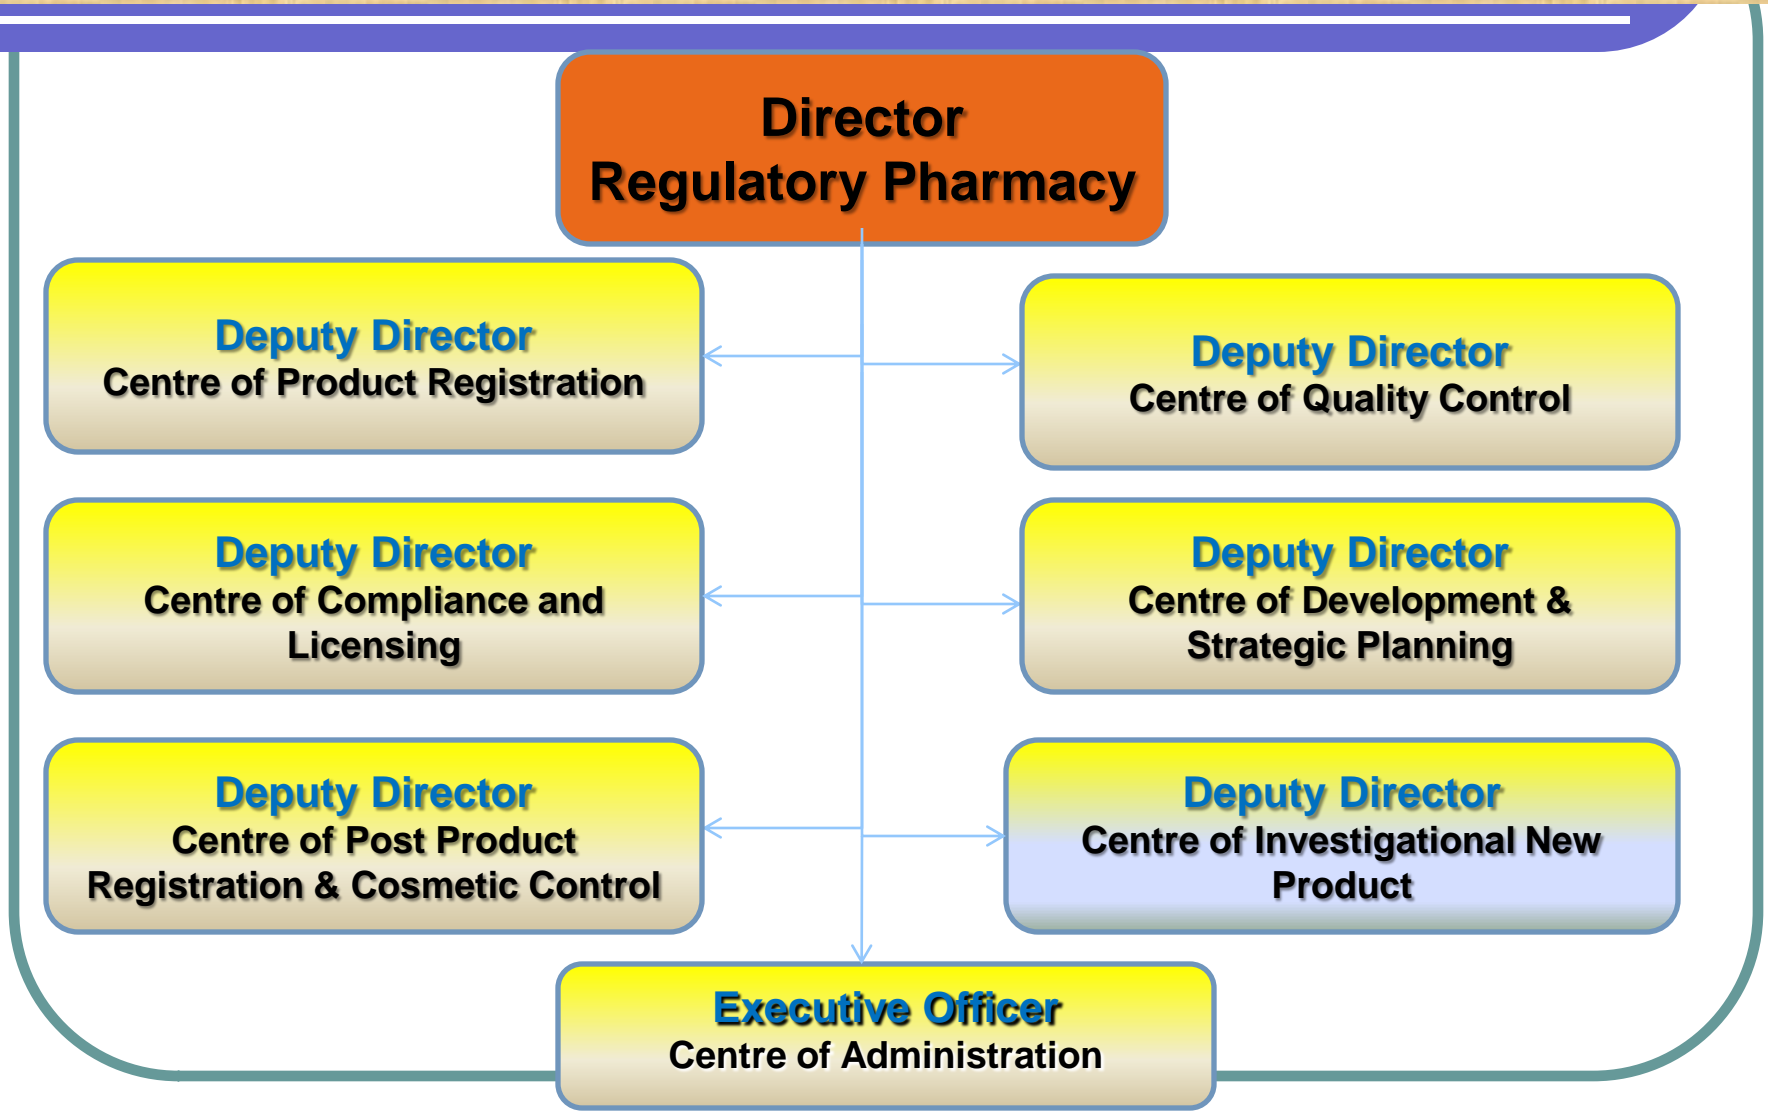 Director
Regulatory Pharmacy
Deputy Director
Centre of Product Registration
Deputy Director
Centre of Quality Control
Deputy Director
Centre of Compliance and
Licensing
Deputy Director
Centre of Development &
Strategic Planning
Deputy Director
Centre of Post Product
Registration & Cosmetic Control
Deputy Director
Centre of Investigational New
Product
Executive Officer
Centre of Administration